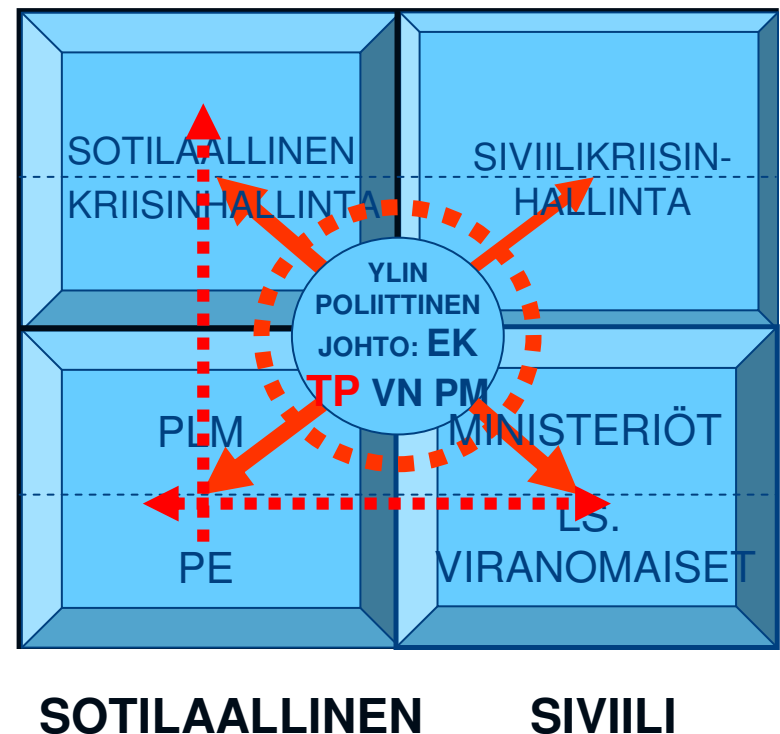 SOTILAALLINEN
KRIISINHALLINTA
SIVIILIKRIISIN-
HALLINTA
YLIN
POLIITTINEN
JOHTO: EK
TP VN PM
PLM
MINISTERIÖT
PE
LS.
VIRANOMAISET
SOTILAALLINEN SIVIILI